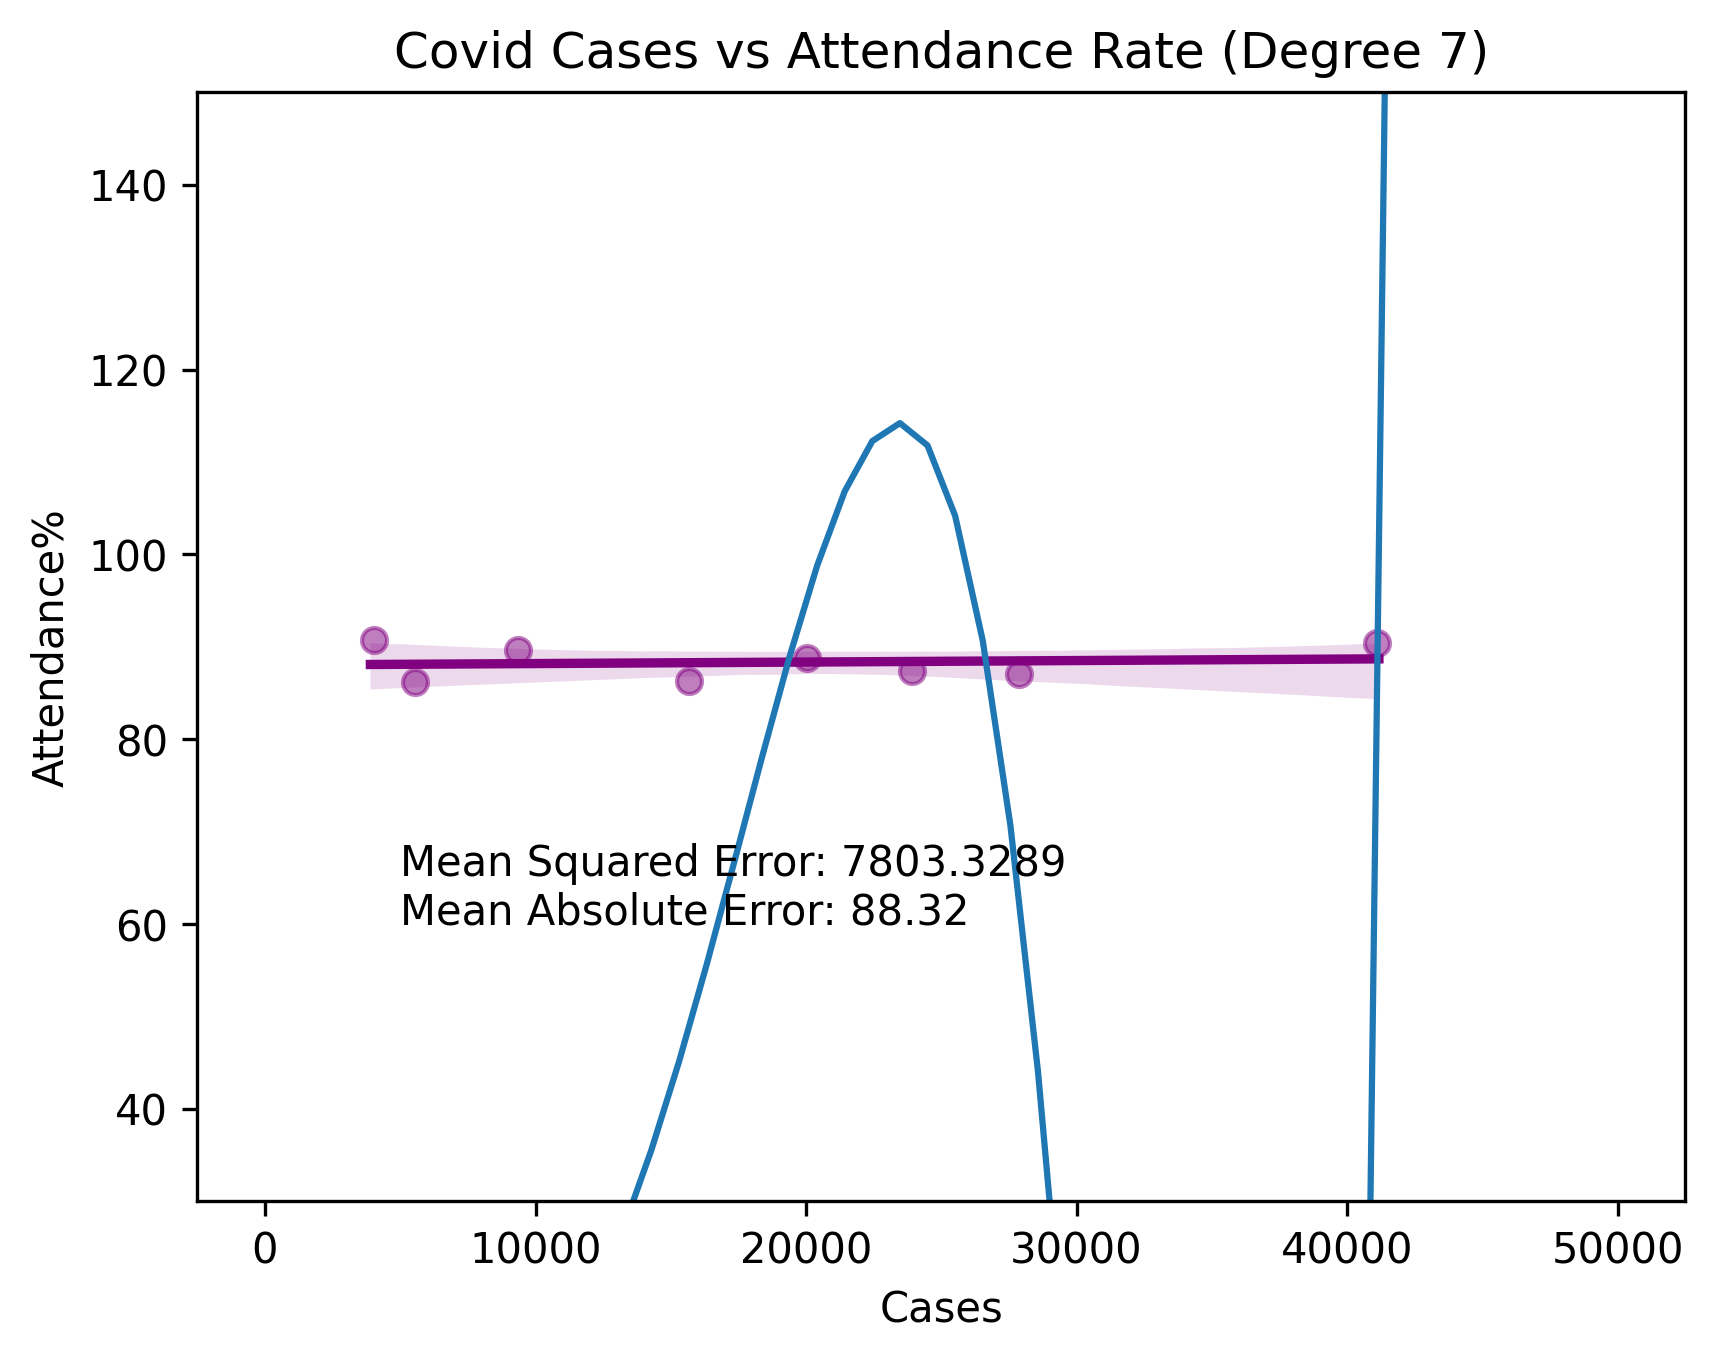 Covid Cases vs Attendance Rate (Degree 7)
140
120
100
80
60
40
Attendance%
Mean Squared Error: 7803.3289
Mean Absolute Error: 88.32
0 10000 20000 30000 40000 50000
Cases